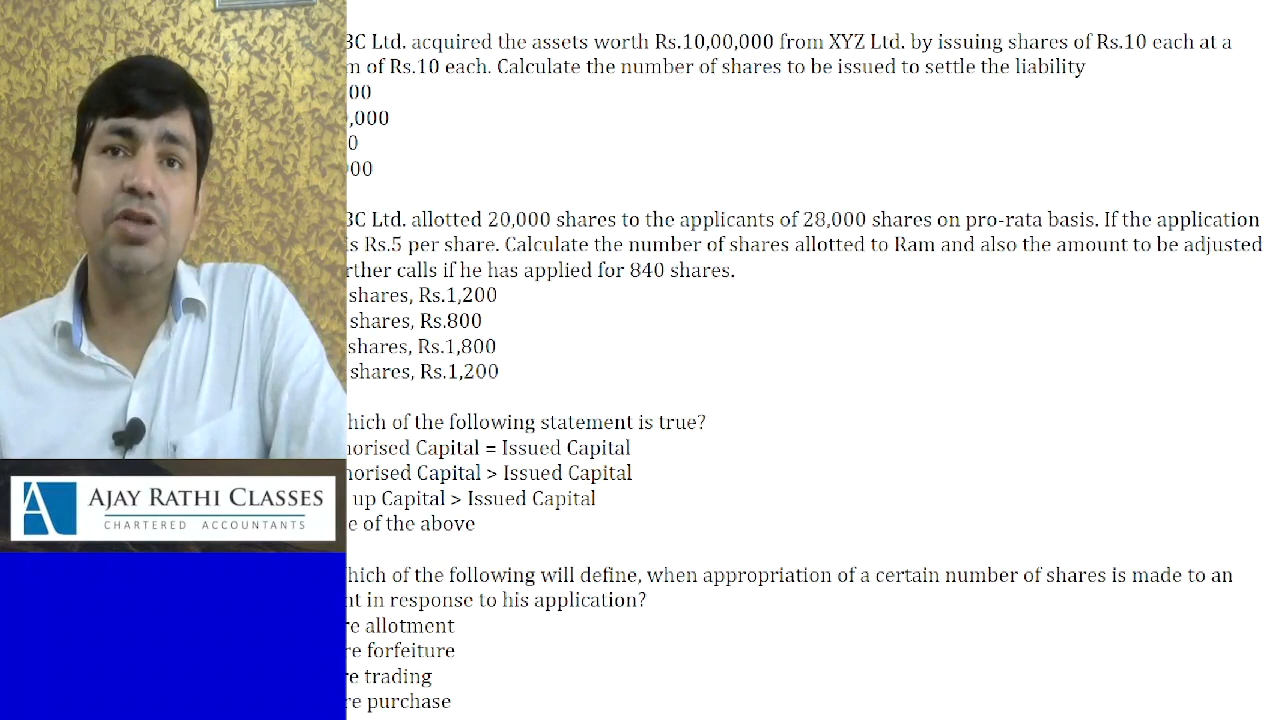 3C Ltd. acquired the assets worth Rs.10,00,000 from XYZ Ltd. by issuing shares of Rs.10 each at a
m of Rs.10 each. Calculate the number of shares to be issued to settle the liability
00
,000
0
00
3C Ltd. allotted 20,000 shares to the applicants of 28,000 shares on pro-rata basis. If the application
is Rs.5 per share. Calculate the number of shares allotted to Ram and also the amount to be adjusted
rther calls if he has applied for 840 shares.
shares, Rs.1,200
shares, Rs.800
shares, Rs.1,800
shares, Rs.1,200
hich of the following statement is true?
horised Capital = Issued Capital
horised Capital > Issued Capital
up Capital > Issued Capital
e of the above
hich of the following will define, when appropriation of a certain number of shares is made to an
nt in response to his application?
re allotment
re forfeiture
re trading
re purchase
AJAY RATHI CLASSES
CHARTERED ACCOUNTANTS